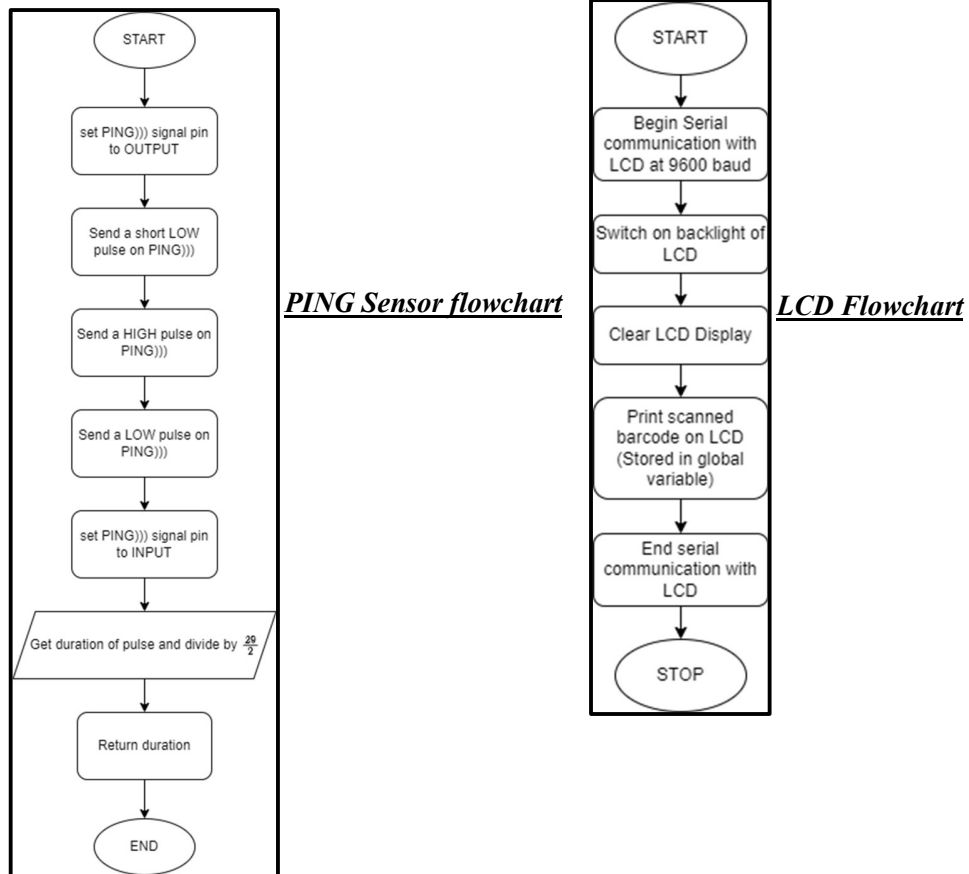 START
set PING))) signal pin
to OUTPUT
Send a short LOW
pulse on PING)))
Send a HIGH pulse on
PING)))
Send a LOW pulse on
PING)))
set PING))) signal pin
to INPUT
Get duration of pulse and divide by 29/2
Return duration
END
PING Sensor flowchart
START
Begin Serial
communication with
LCD at 9600 baud
Switch on backlight of
LCD
Clear LCD Display
Print scanned
barcode on LCD
(Stored in global
variable)
End serial
communication with
LCD
STOP
LCD Flowchart